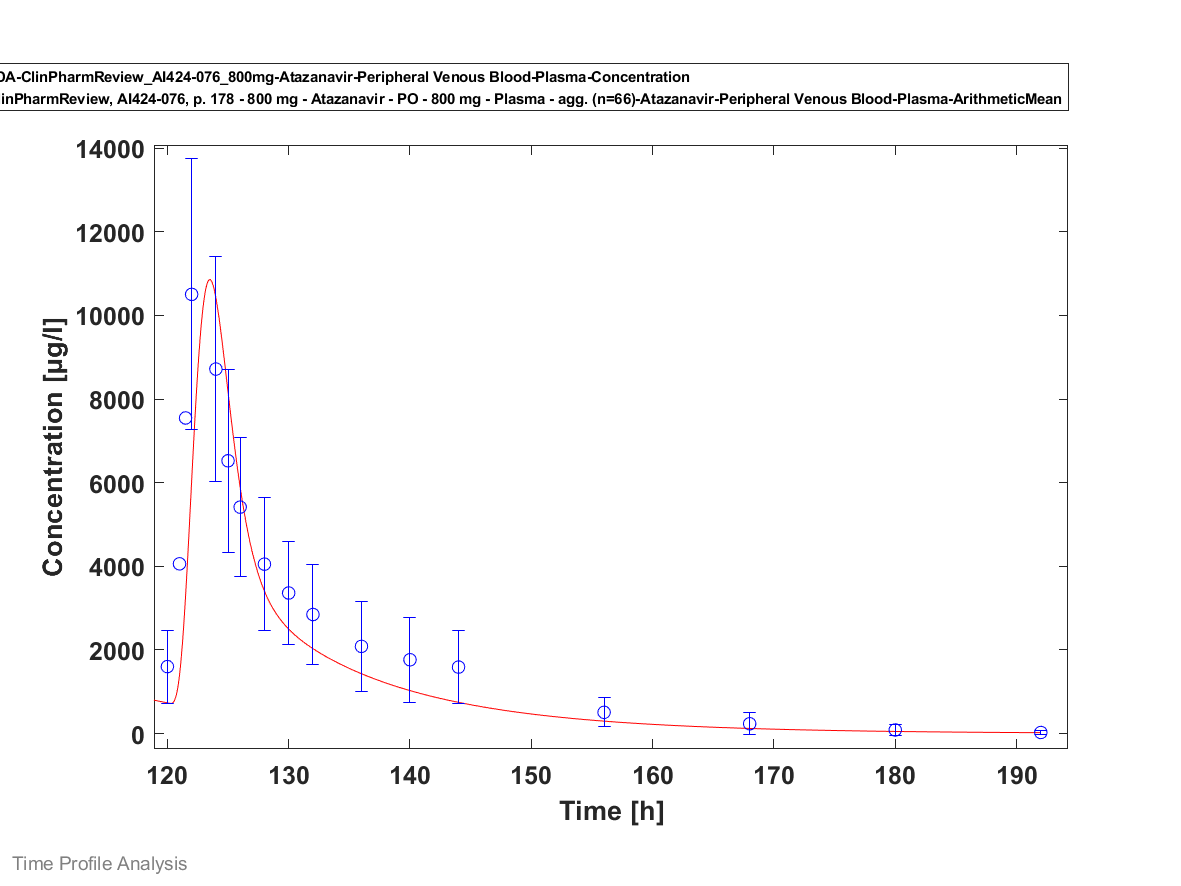 DA-ClinPharmReview_AI424-076_800mg-Atazanavir-Peripheral Venous Blood-Plasma-Concentration
linPharmReview, AI424-076, p. 178 - 800 mg - Atazanavir - PO - 800 mg - Plasma - agg. (n=66)-Atazanavir-Peripheral Venous Blood-Plasma-ArithmeticMean
14000
12000
10000
8000
6000
4000
2000
0
Concentration [µg/l]
120 130 140 150 160 170 180 190
Time [h]
Time Profile Analysis